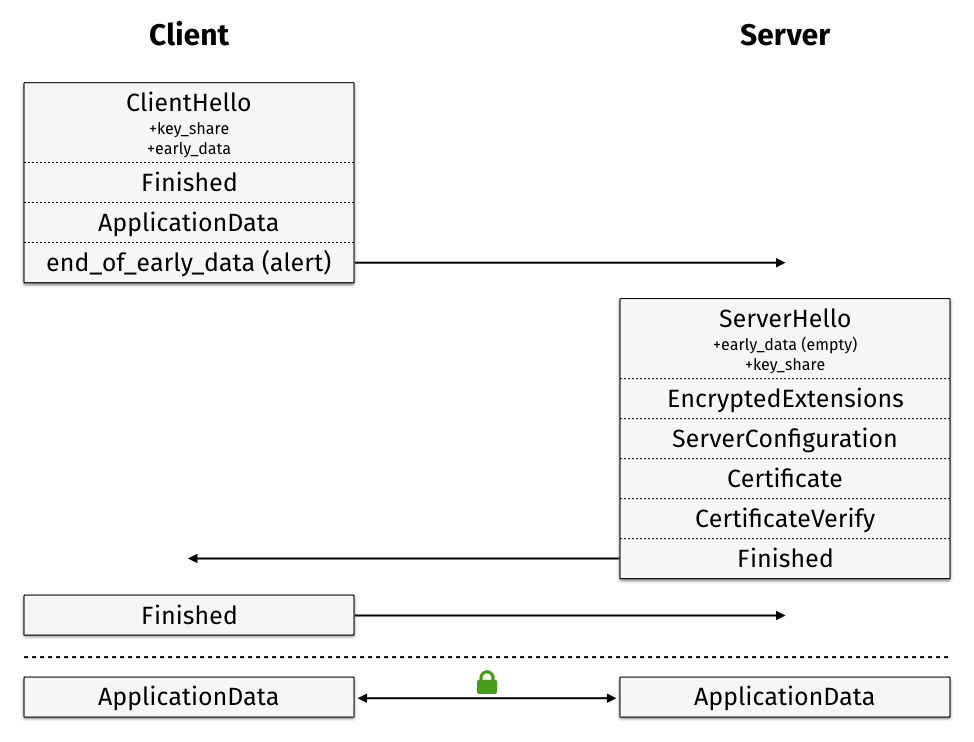 Client
Server
ClientHello
+key_share
+early_data
Finished
ApplicationData
end_of_early_data (alert)
ServerHello
+early_data (empty)
+key_share
EncryptedExtensions
ServerConfiguration
Certificate
CertificateVerify
Finished
Finished
ApplicationData
ApplicationData